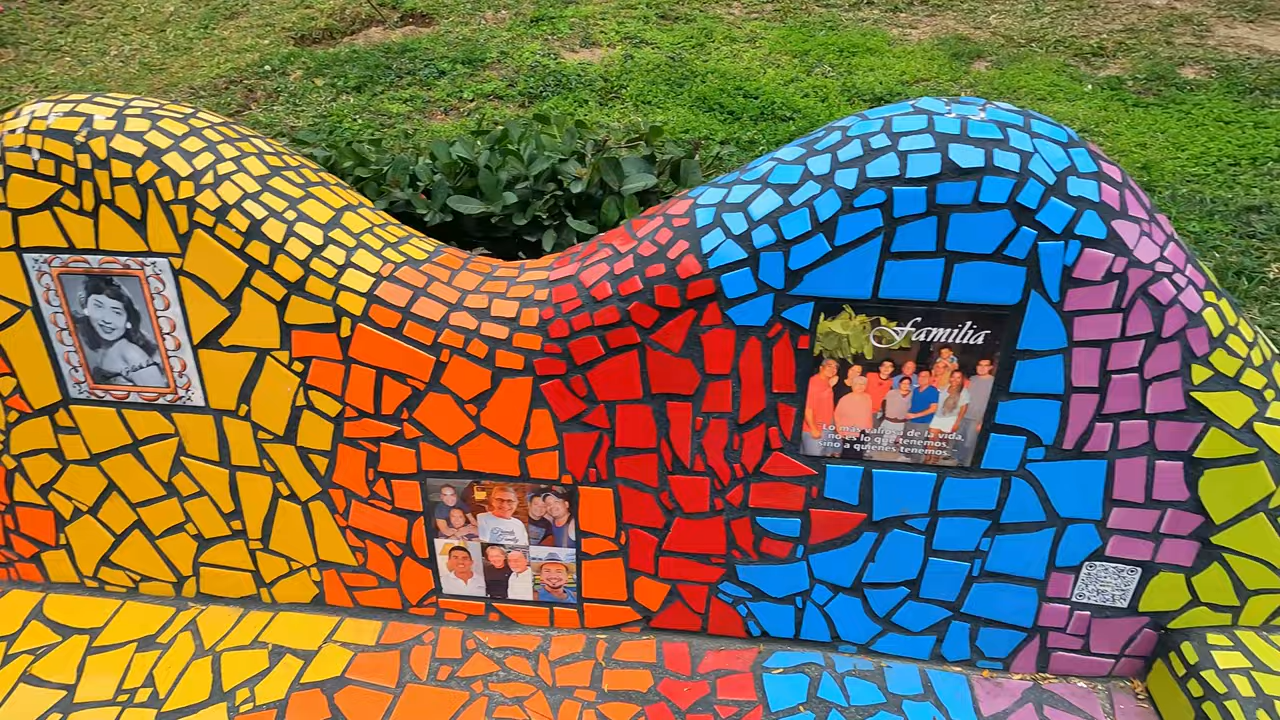 Familia
Lo más valioso de la vida,
no es lo que tenemos,
sino a quienes tenemos.